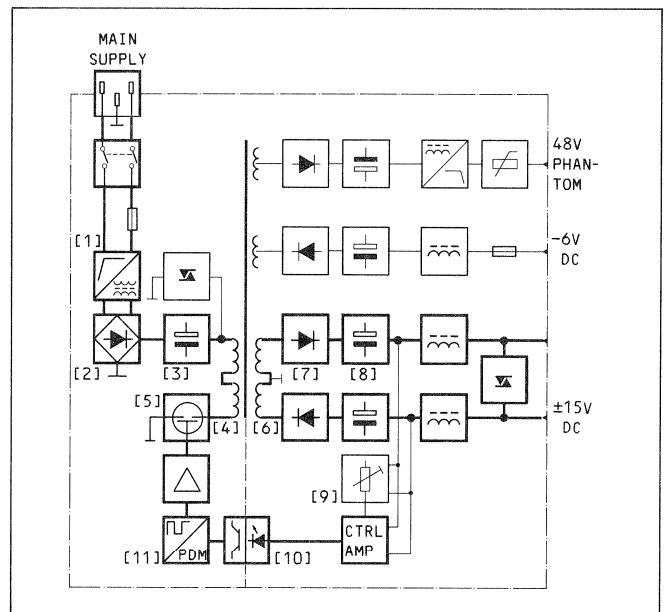 MAIN
SUPPLY
48V
PHAN-
TOM
-6V
DC
[1]
[2]
[3]
[7]
[8]
[5]
[4]
[6]
±15V
DC
[9]
CTRL
AMP
[11]
PDM
[10]